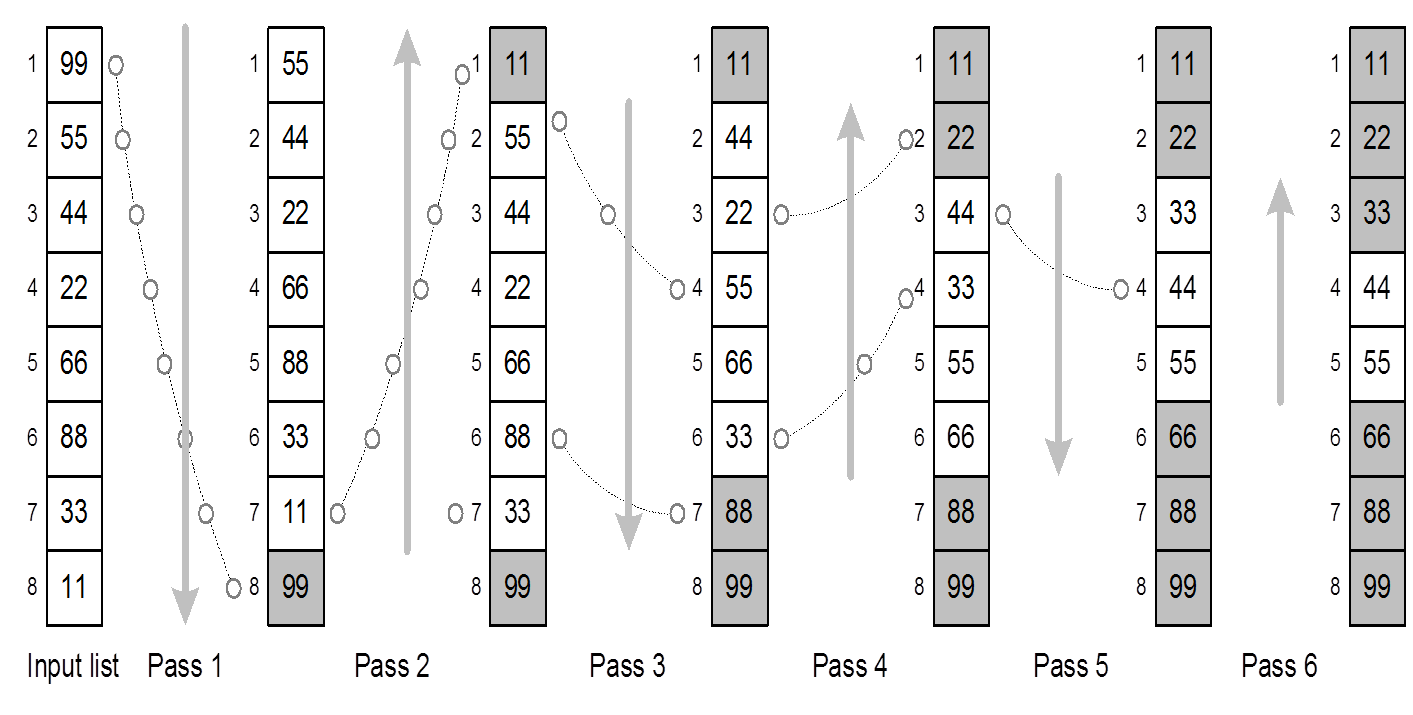 1 99 1 55 1 11 1 11 1 11 1 11 1 11
2 55 2 44 2 55 2 44 2 22 2 22 2 22
3 44 3 22 3 44 3 22 3 44 3 33 3 33
4 22 4 66 4 22 4 55 4 33 4 44 4 44
5 66 5 88 5 66 5 66 5 55 5 55 5 55
6 88 6 33 6 88 6 33 6 66 6 66 6 66
7 33 7 11 7 33 7 88 7 88 7 88 7 88
8 11 8 99 8 99 8 99 8 99 8 99 8 99
Input list Pass 1 Pass 2 Pass 3 Pass 4 Pass 5 Pass 6